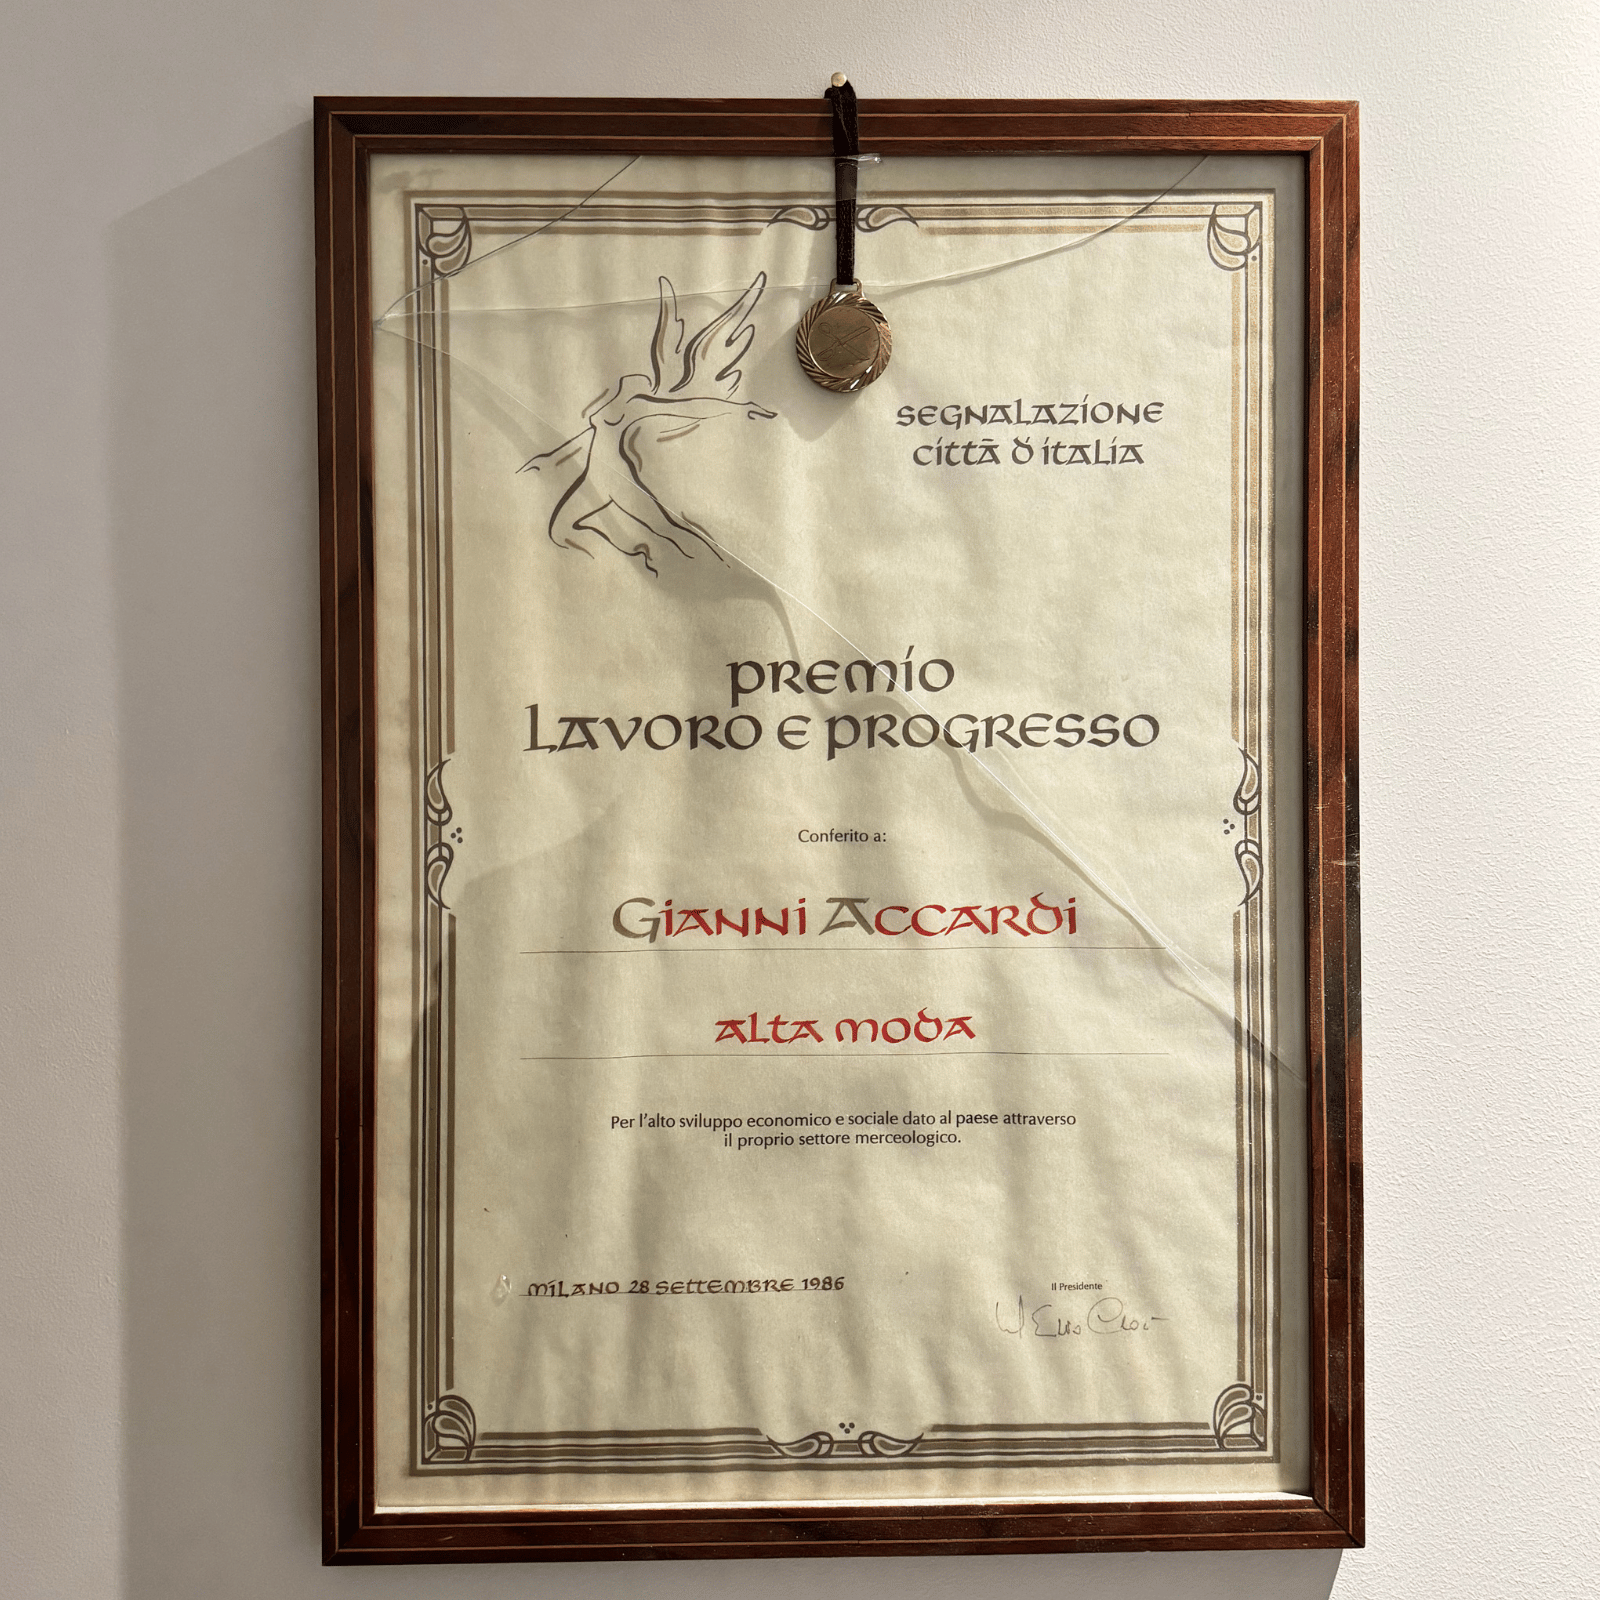 SEGNALAZIONE
CITTÀ D'ITALIA
PREMIO
LAVORO E PROGRESSO
Conferito a:
GIANNI ACCARDI
ALTA MODA
Per l'alto sviluppo economico e sociale dato al paese attraverso
il proprio settore merceologico.
MILANO 28 SETTEMBRE 1986
Il Presidente